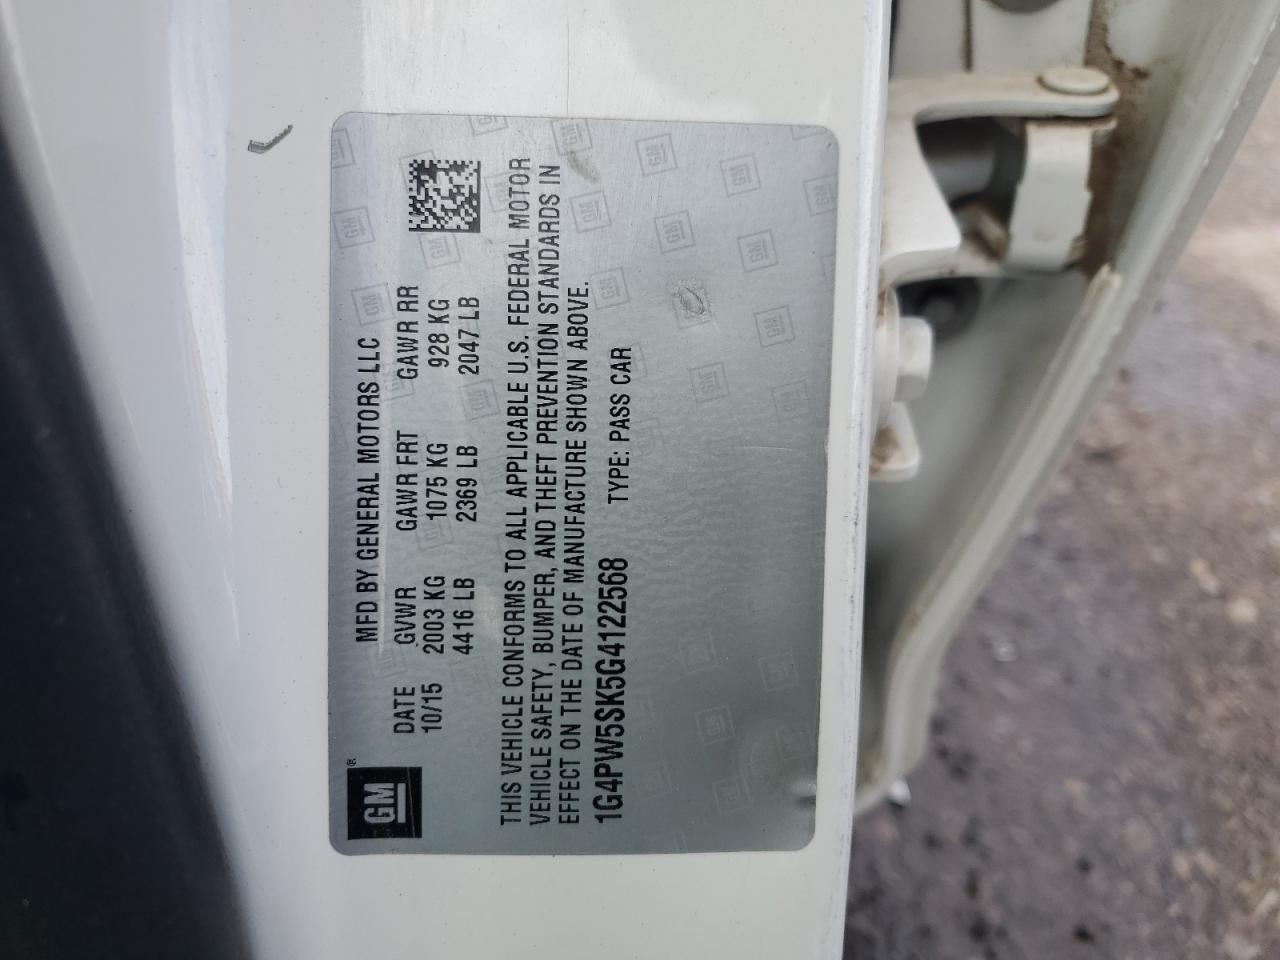 GM®
MFD BY GENERAL MOTORS LLC
DATE GVWR GAWR FRT GAWR RR
10/15 2003 KG 1075 KG 928 KG
4416 LB 2369 LB 2047 LB
THIS VEHICLE CONFORMS TO ALL APPLICABLE U.S. FEDERAL MOTOR
VEHICLE SAFETY, BUMPER, AND THEFT PREVENTION STANDARDS IN
EFFECT ON THE DATE OF MANUFACTURE SHOWN ABOVE.
1G4PW5SK5G4122568 TYPE: PASS CAR